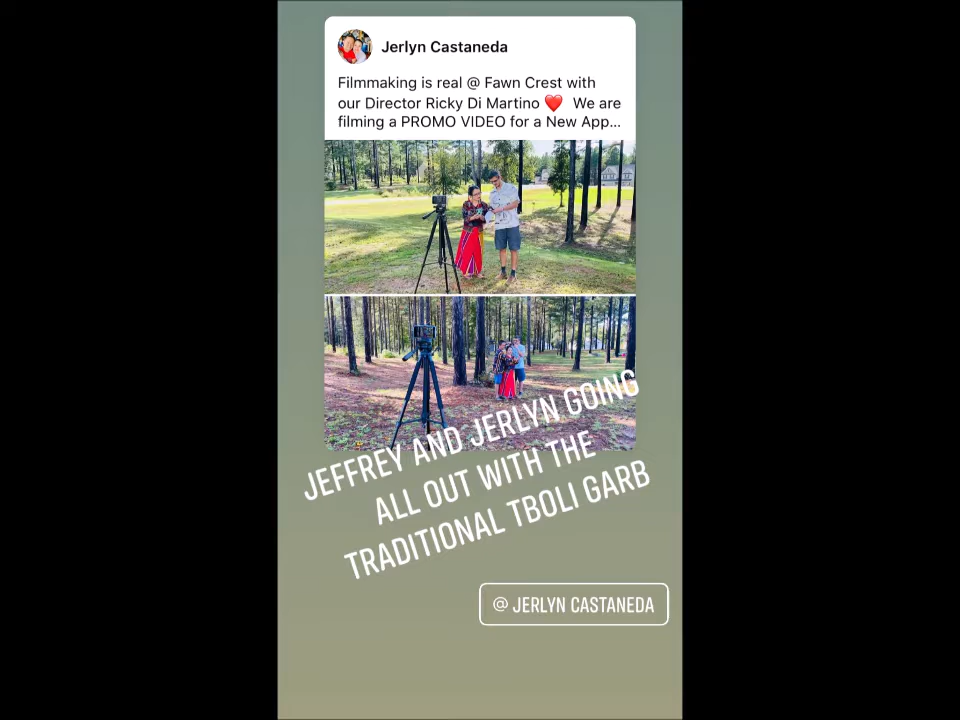 Jerlyn Castaneda
Filmmaking is real @ Fawn Crest with
our Director Ricky Di Martino ❤️ We are
filming a PROMO VIDEO for a New App...
JEFFREY AND JERLYN GOING
ALL OUT WITH THE
TRADITIONAL TBOLI GARB
@ JERLYN CASTANEDA